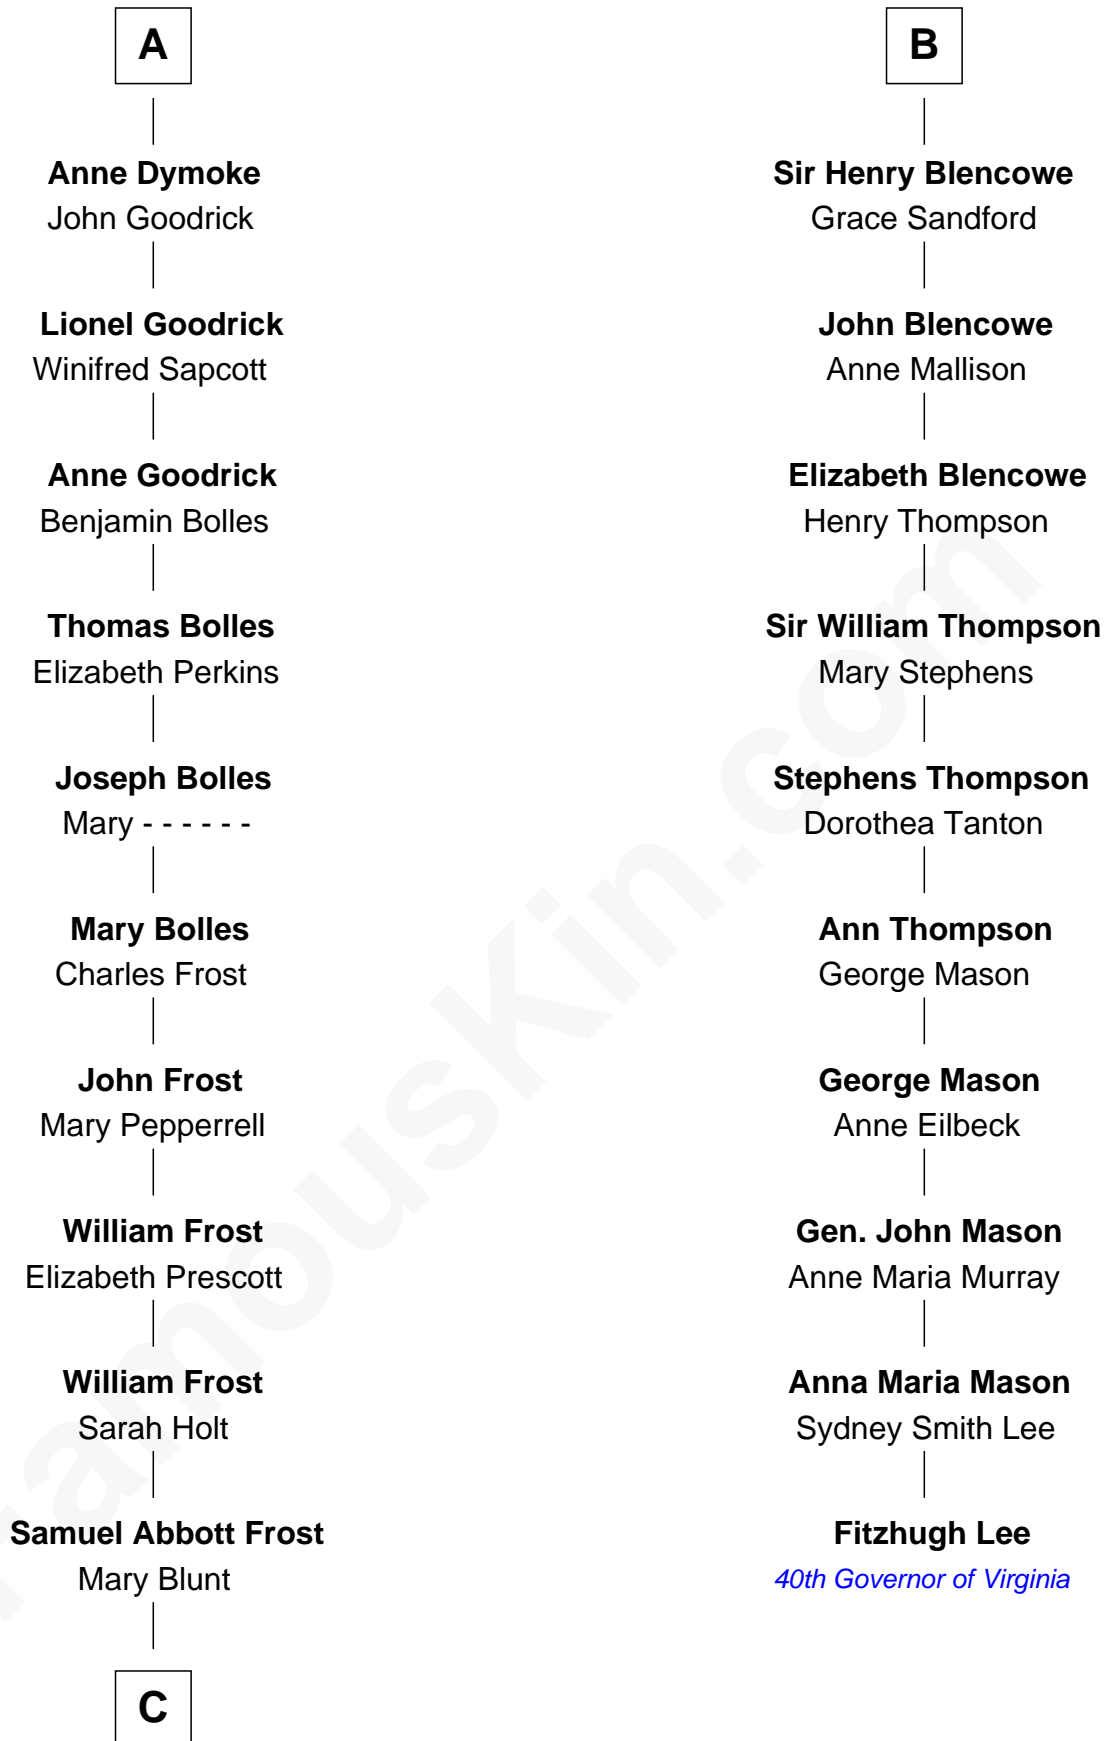 A
Anne Dymoke
John Goodrick
Lionel Goodrick
Winifred Sapcott
Anne Goodrick
Benjamin Bolles
Thomas Bolles
Elizabeth Perkins
Joseph Bolles
Mary - - - - - -
Mary Bolles
Charles Frost
John Frost
Mary Pepperrell
William Frost
Elizabeth Prescott
William Frost
Sarah Holt
Samuel Abbott Frost
Mary Blunt
C
B
Sir Henry Blencowe
Grace Sandford
John Blencowe
Anne Mallison
Elizabeth Blencowe
Henry Thompson
Sir William Thompson
Mary Stephens
Stephens Thompson
Dorothea Tanton
Ann Thompson
George Mason
George Mason
Anne Eilbeck
Gen. John Mason
Anne Maria Murray
Anna Maria Mason
Sydney Smith Lee
Fitzhugh Lee
40th Governor of Virginia
FamousKin.com